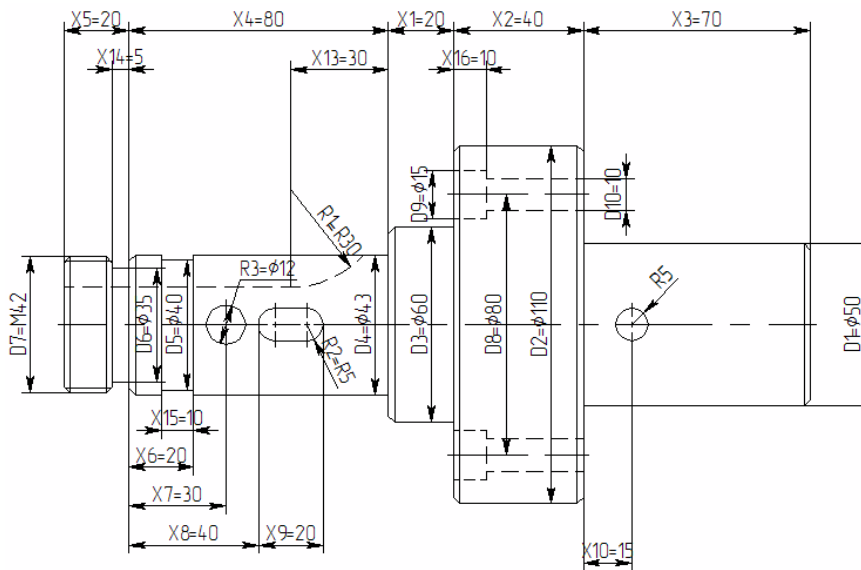 X5=20
X4=80
X1=20
X2=40
X3=70
X14=5
X13=30
X16=10
D9=ϕ15
D10=10
R1=R30
R3=ϕ12
R5
D7=M42
D6=ϕ35
D5=ϕ40
R2=R5
D4=ϕ43
D3=ϕ60
D8=ϕ80
D2=ϕ110
D1=ϕ50
X15=10
X6=20
X7=30
X8=40
X9=20
X10=15